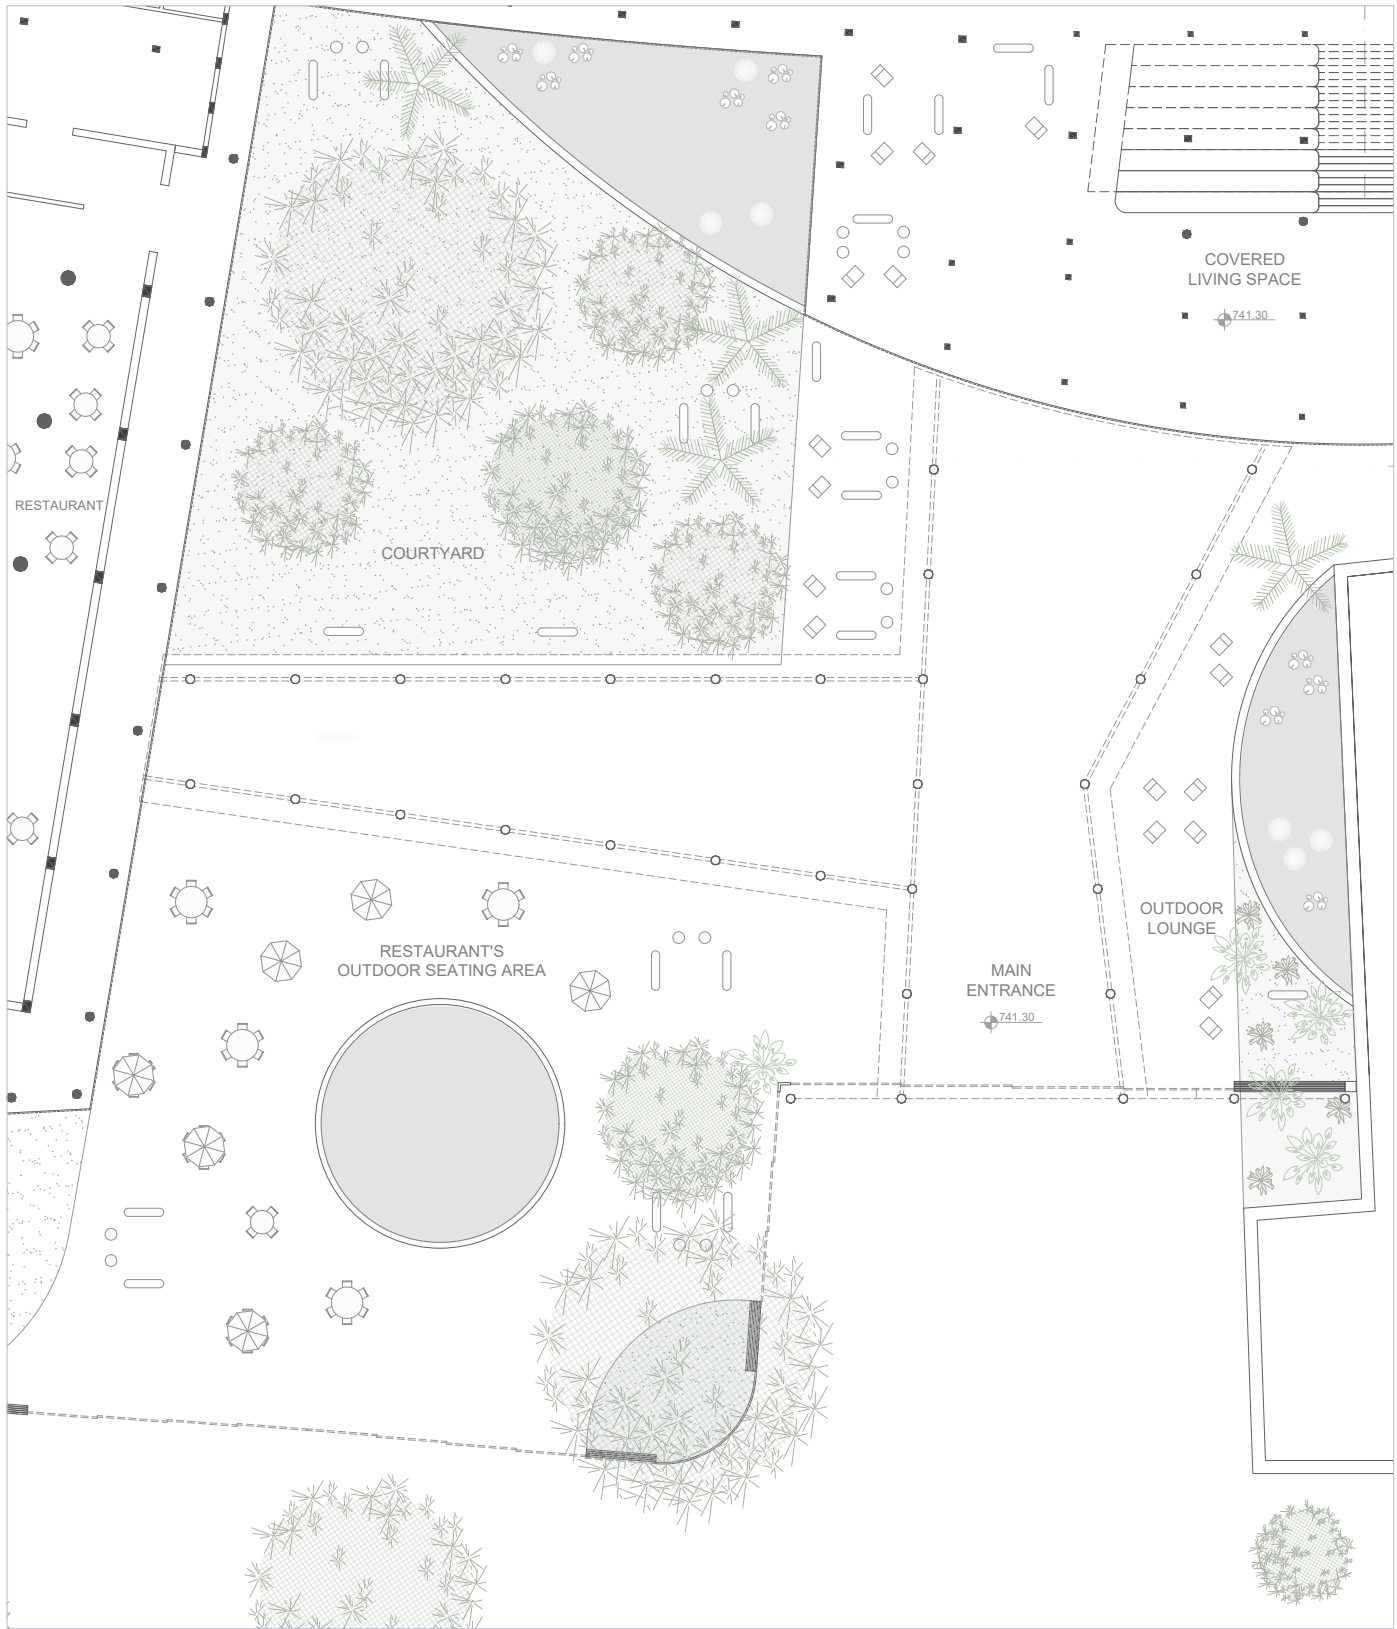 COVERED
LIVING SPACE
741.30
RESTAURANT
COURTYARD
OUTDOOR
LOUNGE
RESTAURANT'S
OUTDOOR SEATING AREA
MAIN
ENTRANCE
741.30